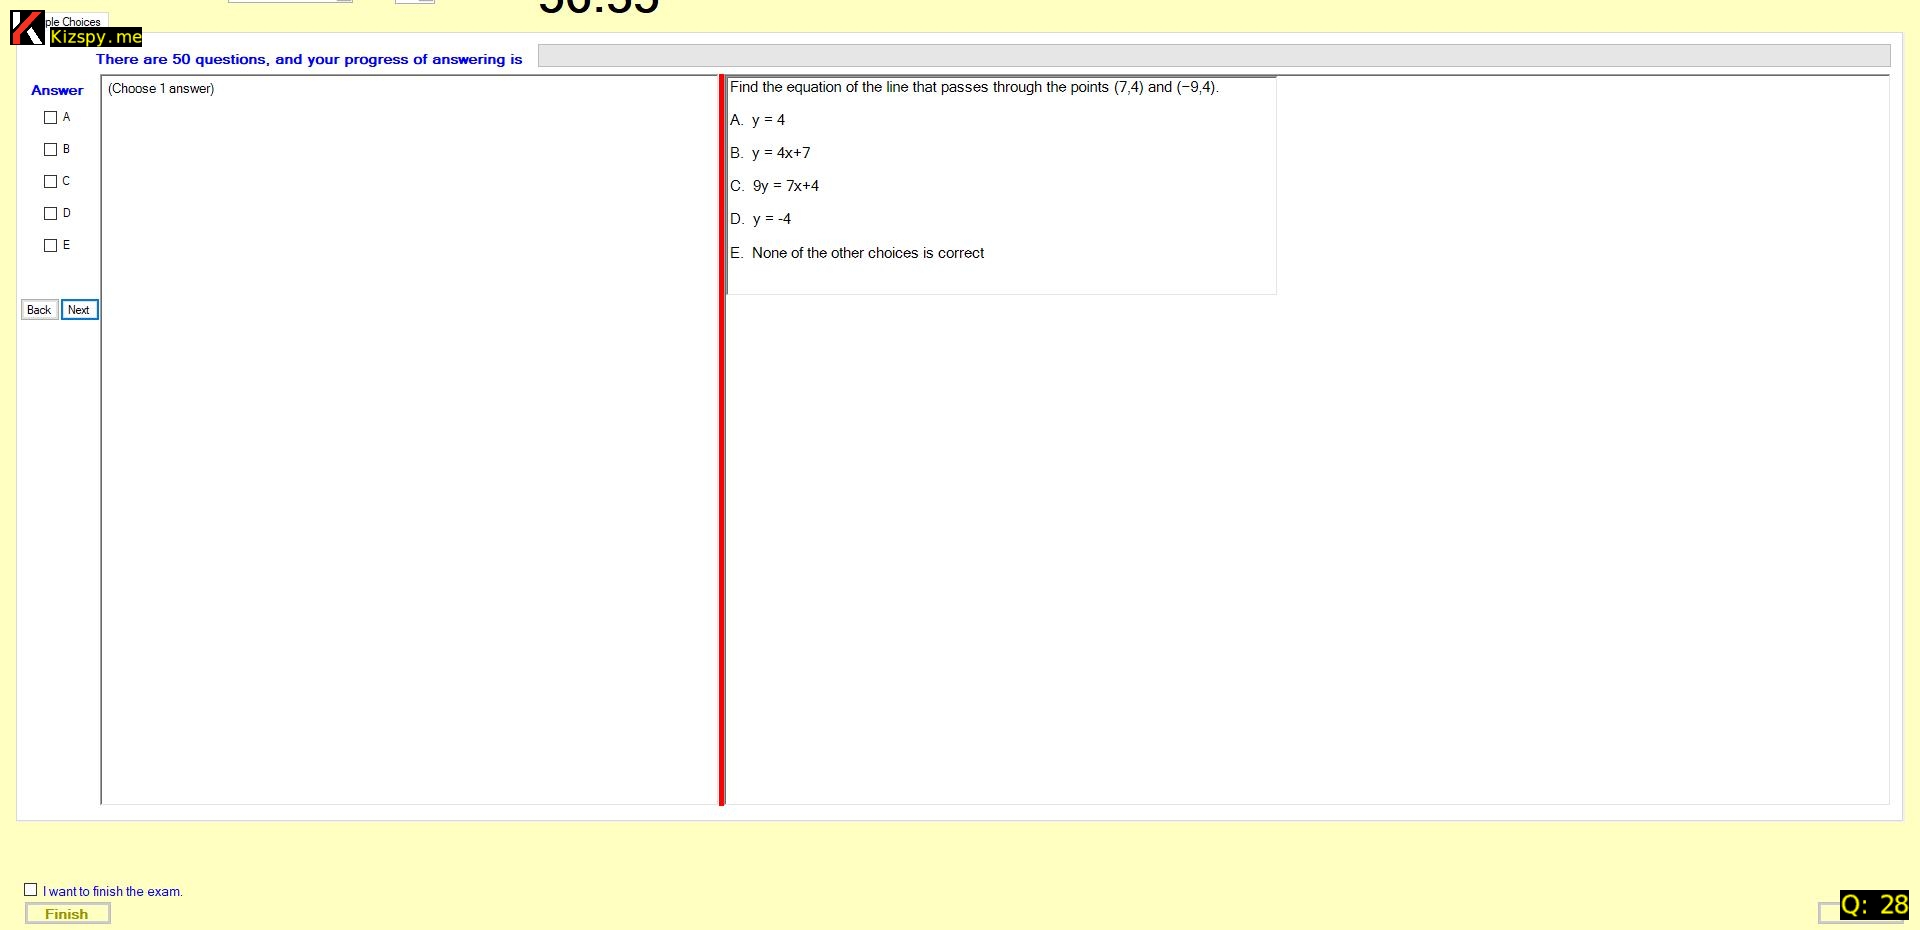 ple Choices
Kizspy.me
There are 50 questions, and your progress of answering is
Answer
(Choose 1 answer)
A
B
C
D
E
Back Next
Find the equation of the line that passes through the points (7,4) and (−9,4).
A. y = 4
B. y = 4x+7
C. 9y = 7x+4
D. y = -4
E. None of the other choices is correct
I want to finish the exam.
Finish
Q: 28